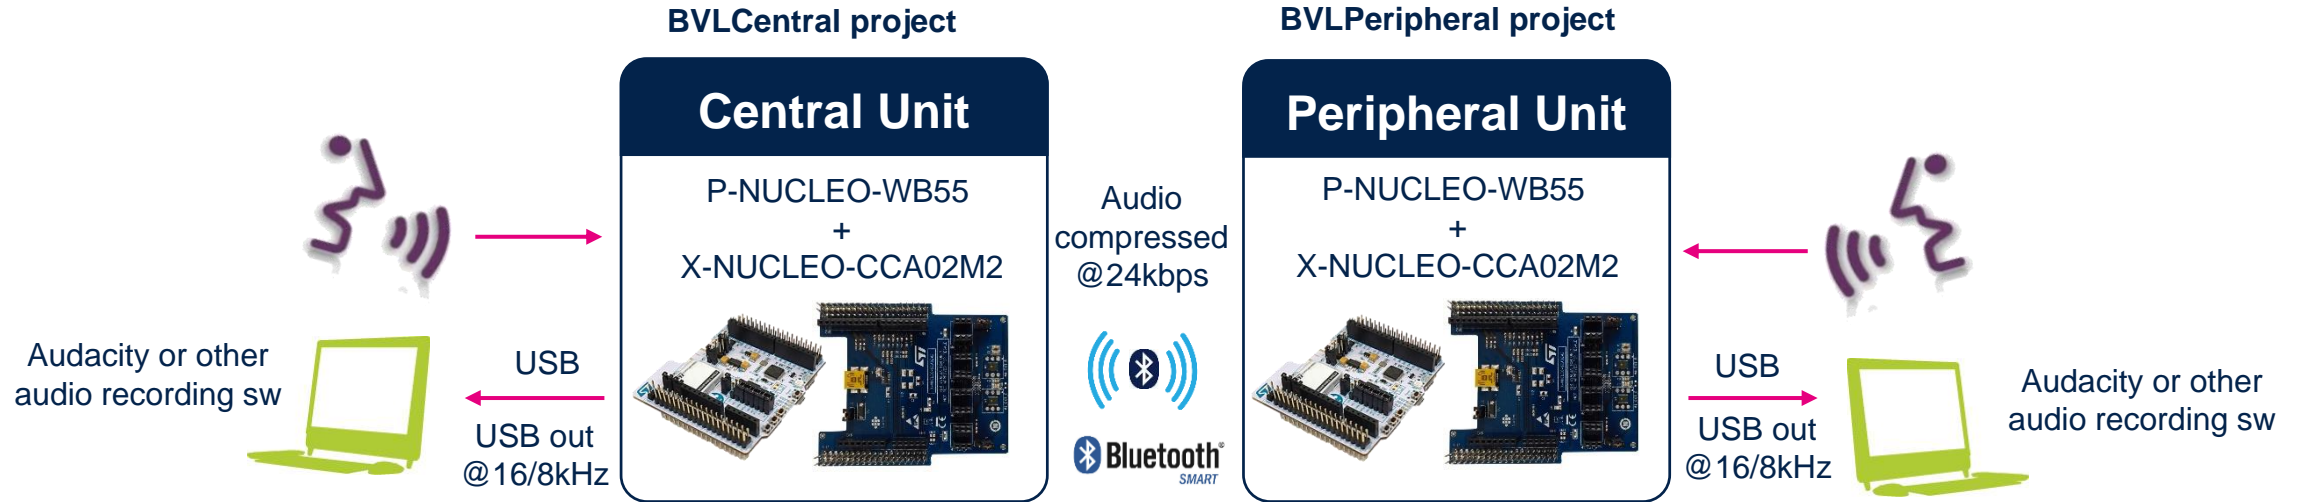 BVLCentral project
BVLPeripheral project
Central Unit
P-NUCLEO-WB55
+
X-NUCLEO-CCA02M2
Audio
compressed
@24kbps
Bluetooth®
SMART
Peripheral Unit
P-NUCLEO-WB55
+
X-NUCLEO-CCA02M2
Audacity or other
audio recording sw
USB
USB out
@16/8kHz
USB
USB out
@16/8kHz
Audacity or other
audio recording sw